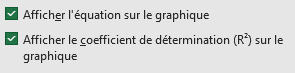 Afficher l'équation sur le graphique
Afficher le coefficient de détermination (R²) sur le
graphique